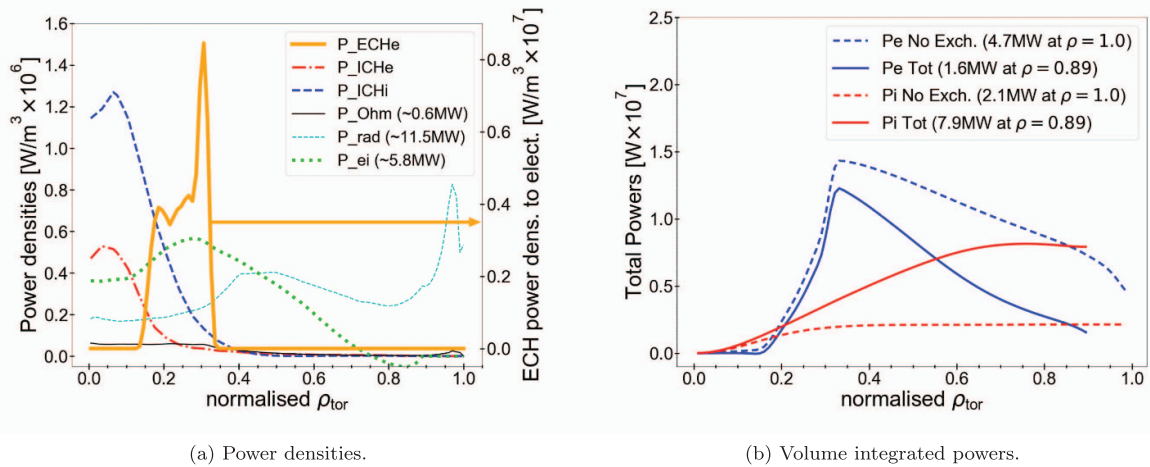 1.6
1.4
1.2
1.0
0.8
0.6
0.4
0.2
0.0
Power densities [W/m³ × 10⁶]
P_ECHe
P_ICHe
P_ICHi
P_Ohm (~0.6MW)
P_rad (~11.5MW)
P_ei (~5.8MW)
0.8
0.6
0.4
0.2
0.0
ECH power dens. to elect. [W/m³ × 10⁷]
0.0 0.2 0.4 0.6 0.8 1.0
normalised ρtor
(a) Power densities.
2.5
2.0
1.5
1.0
0.5
0.0
Total Powers [W × 10⁷]
Pe No Exch. (4.7MW at ρ = 1.0)
Pe Tot (1.6MW at ρ = 0.89)
Pi No Exch. (2.1MW at ρ = 1.0)
Pi Tot (7.9MW at ρ = 0.89)
0.0 0.2 0.4 0.6 0.8 1.0
normalised ρtor
(b) Volume integrated powers.